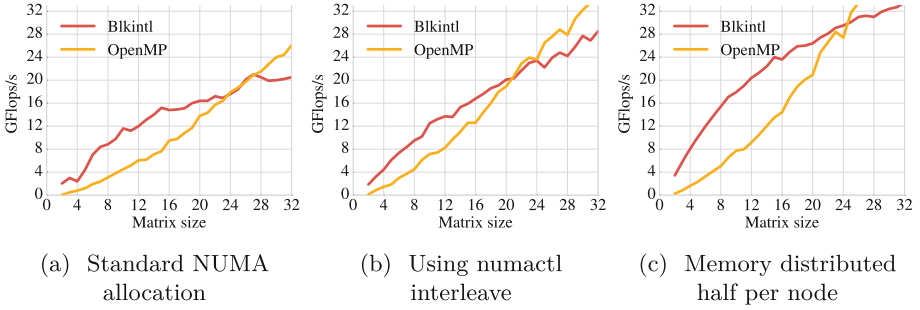 GFlops/s
32
28
24
20
16
12
8
4
0
Blkintl
OpenMP
0 4 8 12 16 20 24 28 32
Matrix size
(a) Standard NUMA
allocation
GFlops/s
32
28
24
20
16
12
8
4
0
Blkintl
OpenMP
0 4 8 12 16 20 24 28 32
Matrix size
(b) Using numactl
interleave
GFlops/s
32
28
24
20
16
12
8
4
0
Blkintl
OpenMP
0 4 8 12 16 20 24 28 32
Matrix size
(c) Memory distributed
half per node